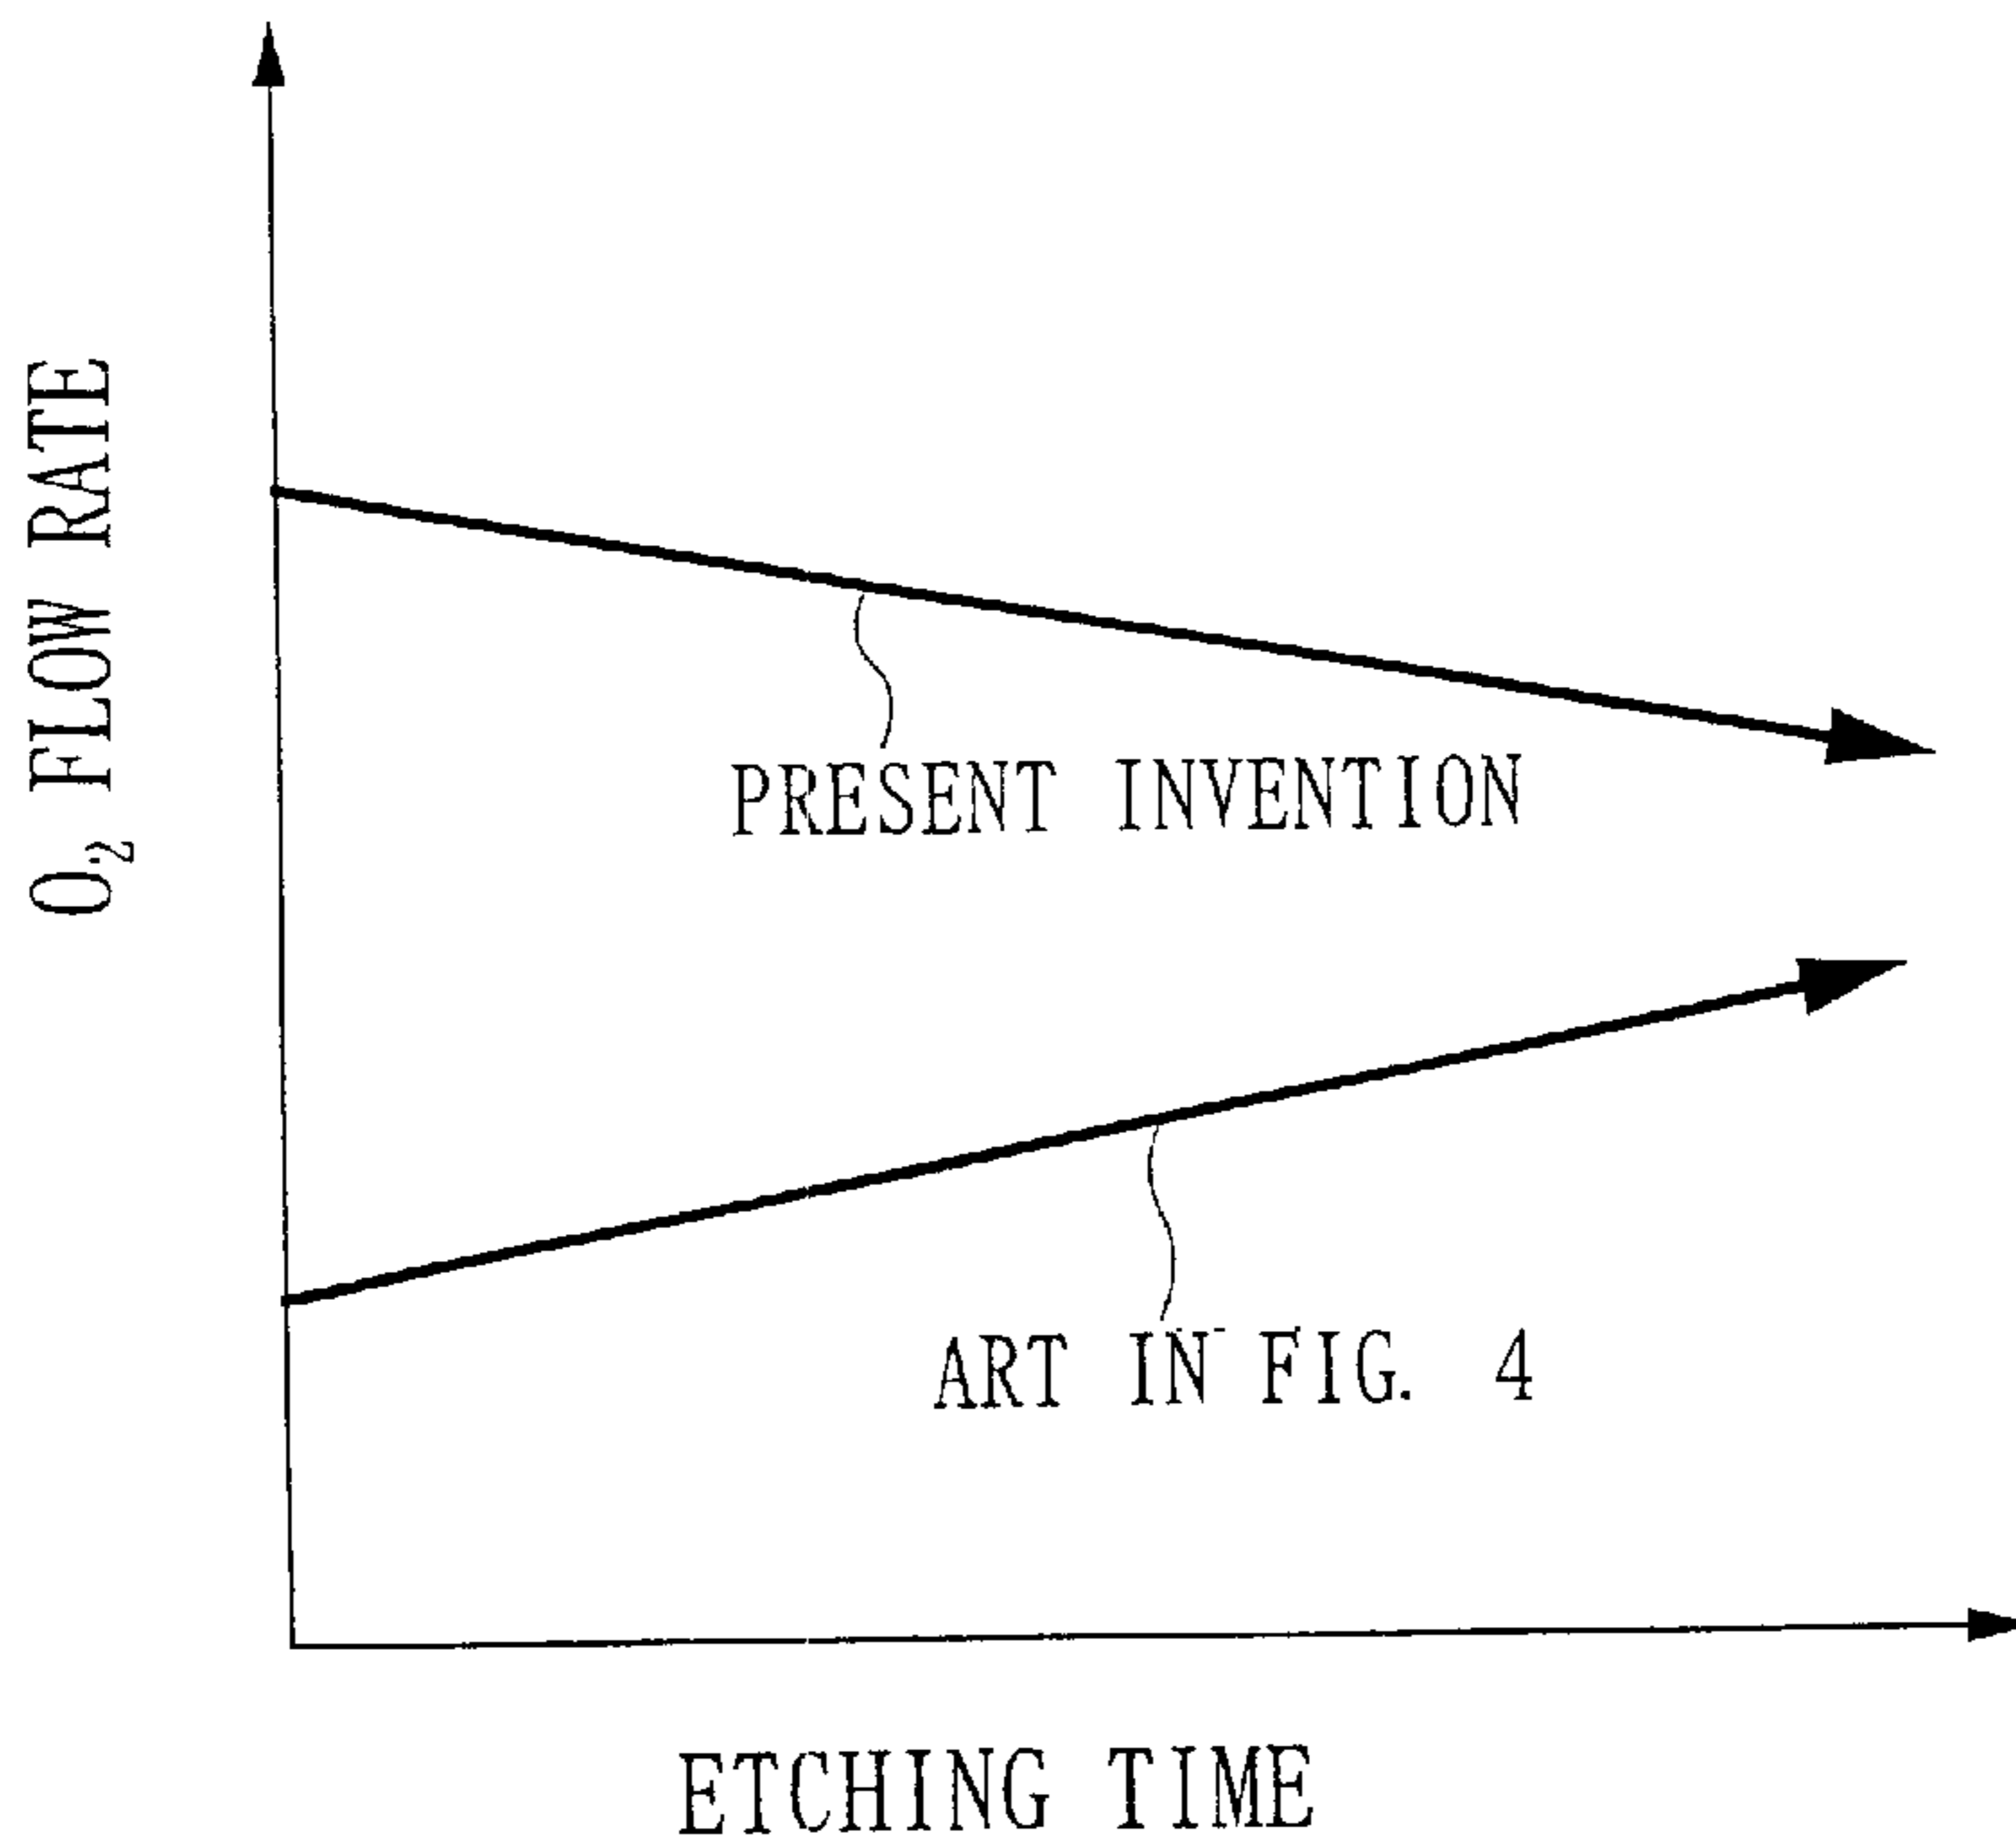 O₂ FLOW RATE
PRESENT INVENTION
ART IN FIG. 4
ETCHING TIME